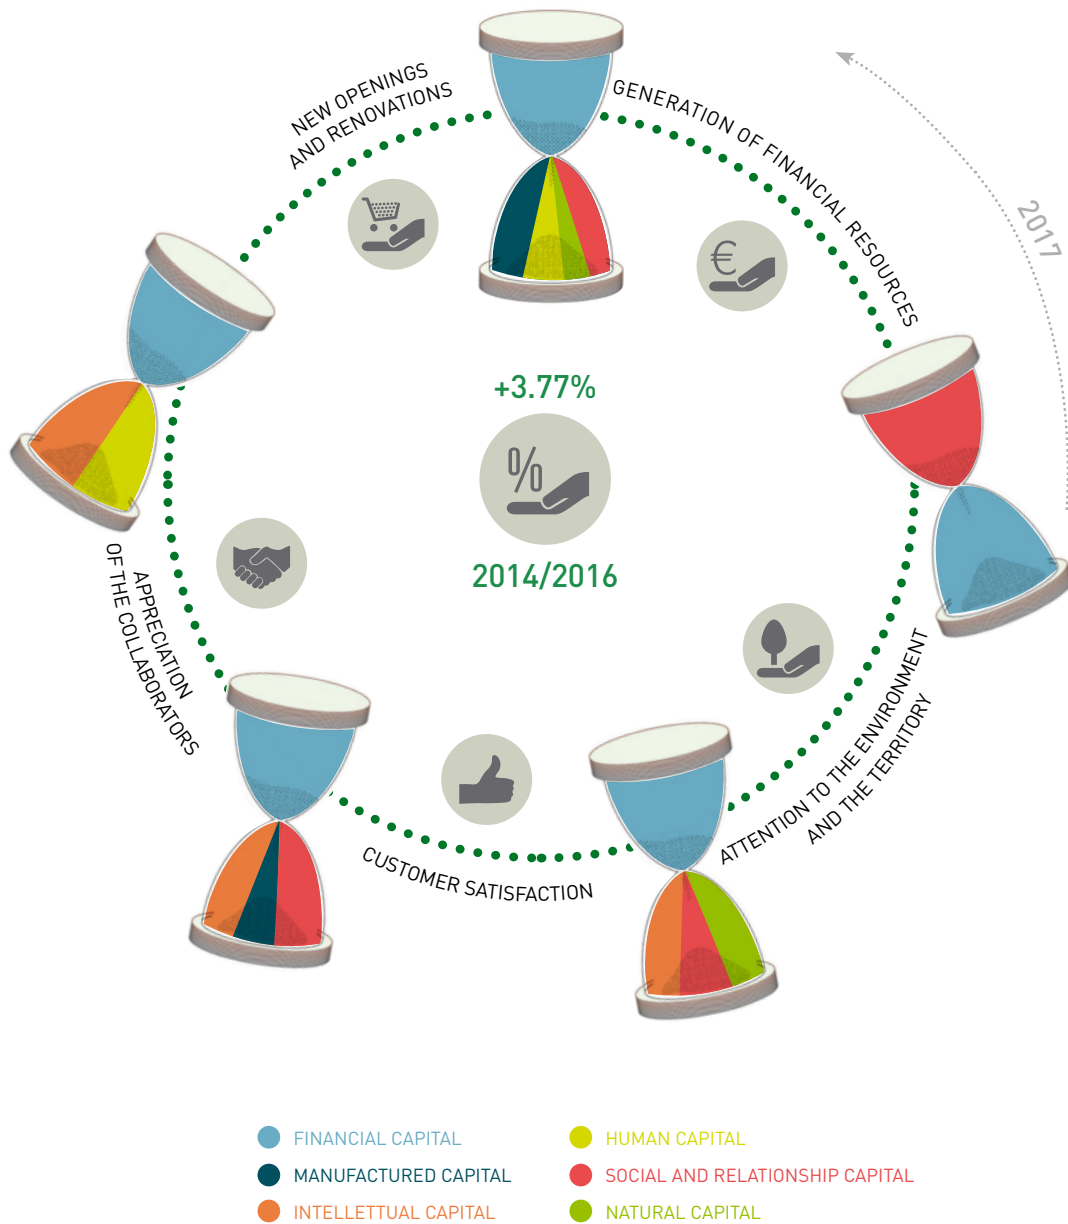 NEW OPENINGS
AND RENOVATIONS
GENERATION OF FINANCIAL RESOURCES
2017
€
+3.77%
%
2014/2016
APPRECIATION
OF THE COLLABORATORS
ATTENTION TO THE ENVIRONMENT
AND THE TERRITORY
CUSTOMER SATISFACTION
FINANCIAL CAPITAL
HUMAN CAPITAL
MANUFACTURED CAPITAL
SOCIAL AND RELATIONSHIP CAPITAL
INTELLETTUAL CAPITAL
NATURAL CAPITAL